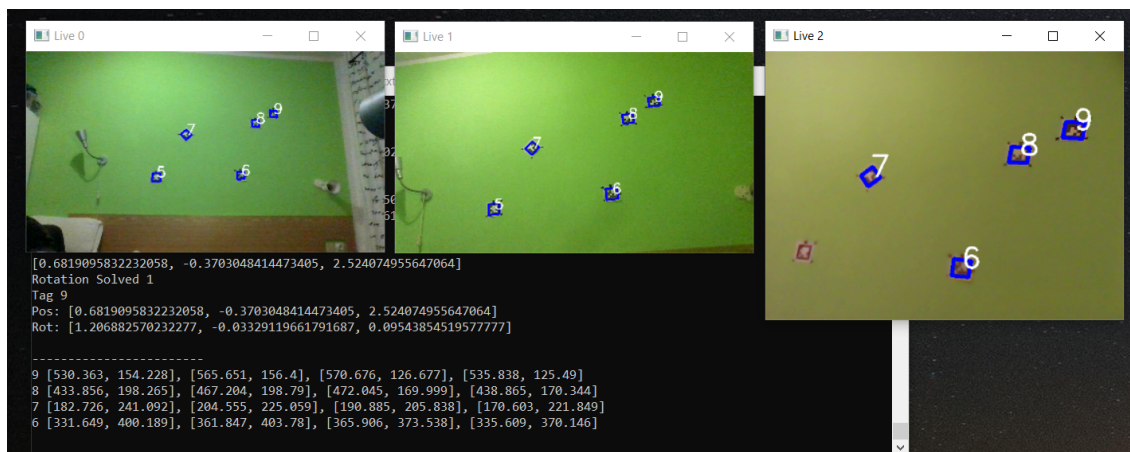 Live 0
Live 1
Live 2
7
8
9
5
6
7
8
9
5
6
7
8
9
6
[0.6819095832232058, -0.3703048414473405, 2.524074955647064]
Rotation Solved 1
Tag 9
Pos: [0.6819095832232058, -0.3703048414473405, 2.524074955647064]
Rot: [1.206882570232277, -0.03329119661791687, 0.09543854519577777]
-------------------------
9 [530.363, 154.228], [565.651, 156.4], [570.676, 126.677], [535.838, 125.49]
8 [433.856, 198.265], [467.204, 198.79], [472.045, 169.999], [438.865, 170.344]
7 [182.726, 241.092], [204.555, 225.059], [190.885, 205.838], [170.603, 221.849]
6 [331.649, 400.189], [361.847, 403.78], [365.906, 373.538], [335.609, 370.146]